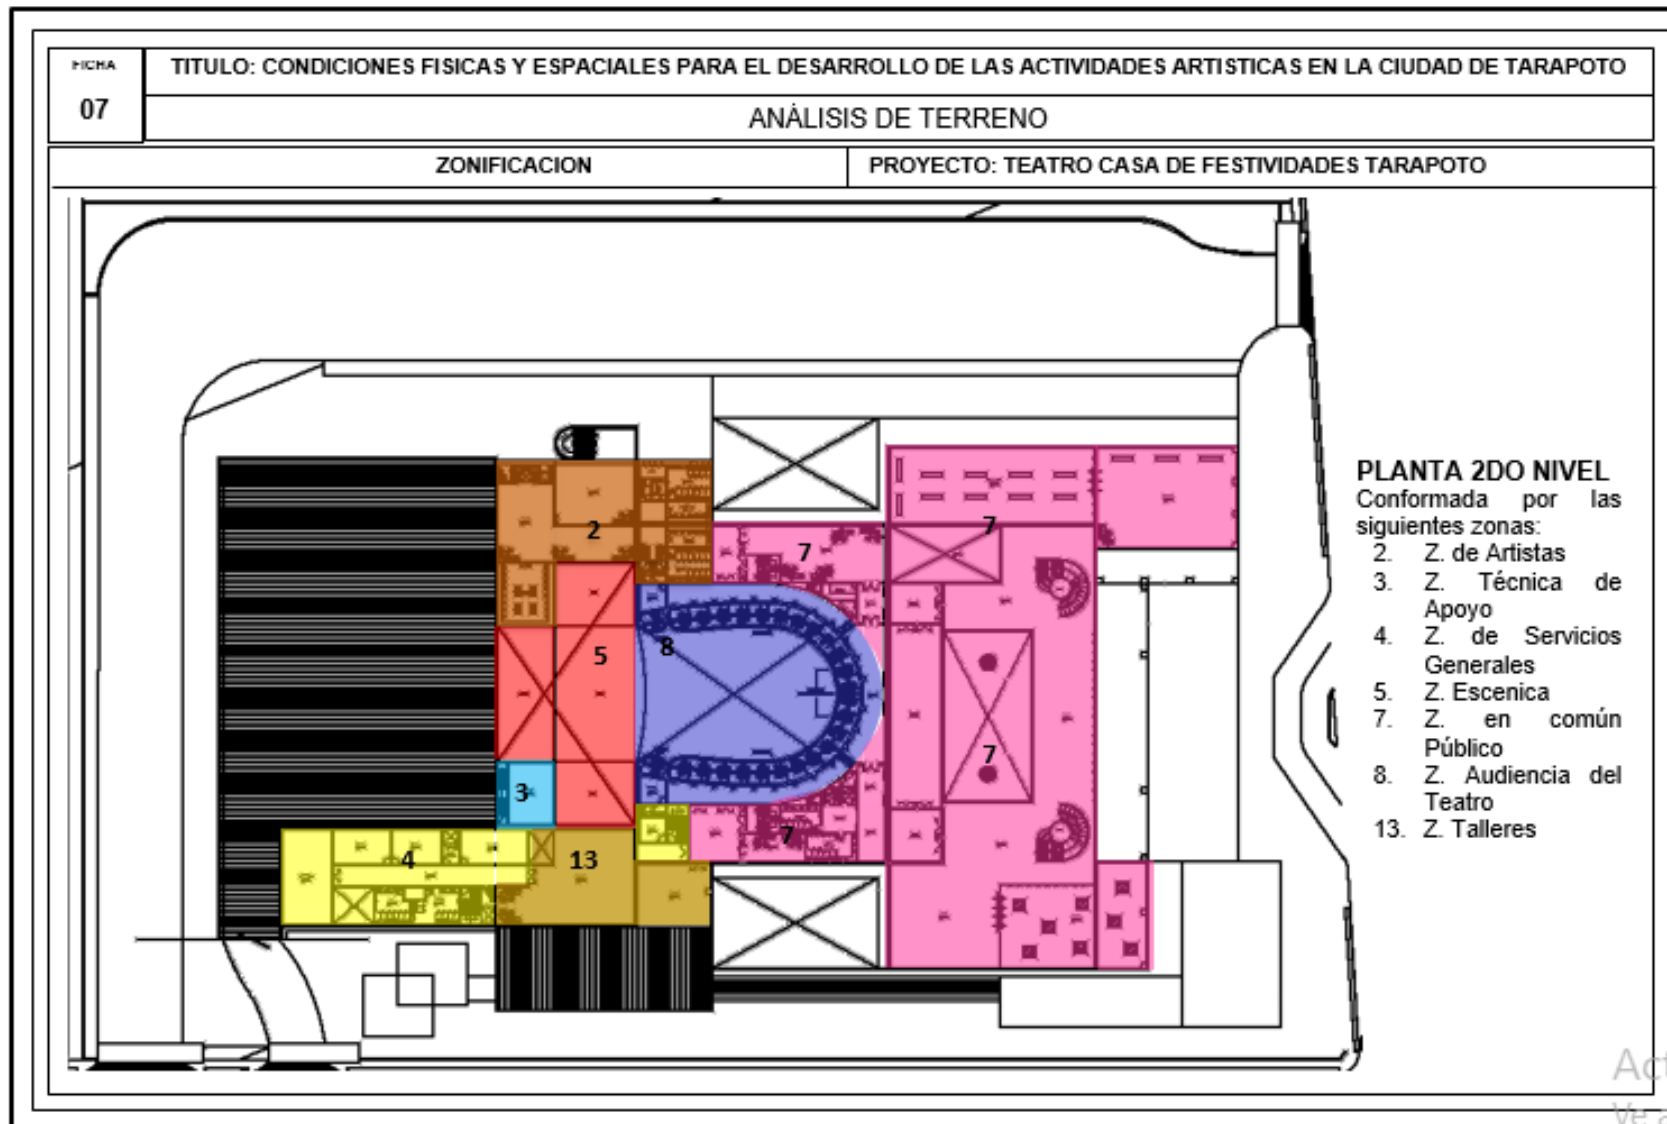 FICHA
07
TITULO: CONDICIONES FISICAS Y ESPACIALES PARA EL DESARROLLO DE LAS ACTIVIDADES ARTISTICAS EN LA CIUDAD DE TARAPOTO
ANÁLISIS DE TERRENO
ZONIFICACION
PROYECTO: TEATRO CASA DE FESTIVIDADES TARAPOTO
2
7
7
5
8
7
3
7
4
13
PLANTA 2DO NIVEL
Conformada por las
siguientes zonas:
2. Z. de Artistas
3. Z. Técnica de
Apoyo
4. Z. de Servicios
Generales
5. Z. Escenica
7. Z. en común
Público
8. Z. Audiencia del
Teatro
13. Z. Talleres